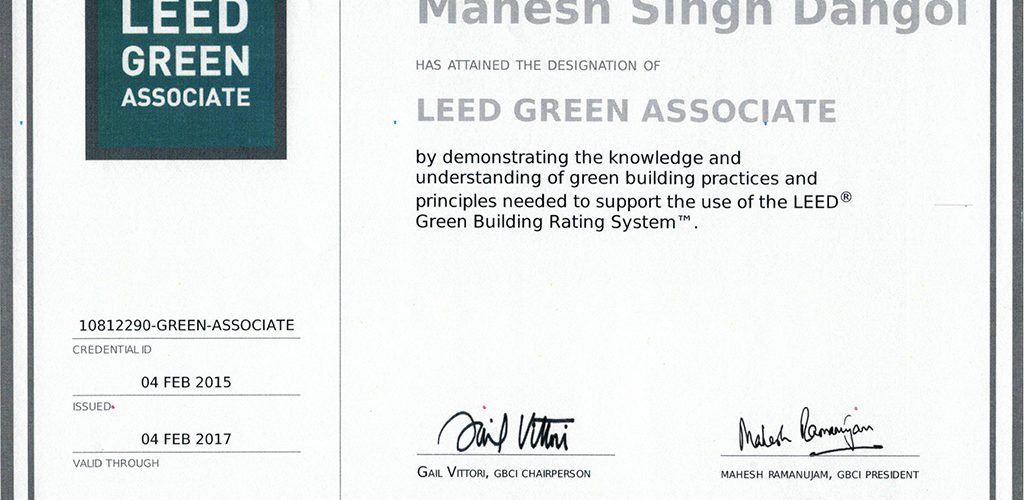 LEED
GREEN
ASSOCIATE
Mahesh Singh Dangol
HAS ATTAINED THE DESIGNATION OF
LEED GREEN ASSOCIATE
by demonstrating the knowledge and
understanding of green building practices and
principles needed to support the use of the LEED®
Green Building Rating System™.
10812290-GREEN-ASSOCIATE
CREDENTIAL ID
04 FEB 2015
ISSUED
04 FEB 2017
VALID THROUGH
Gail Vittori
GAIL VITTORI, GBCI CHAIRPERSON
Mahesh Ramanujam
MAHESH RAMANUJAM, GBCI PRESIDENT